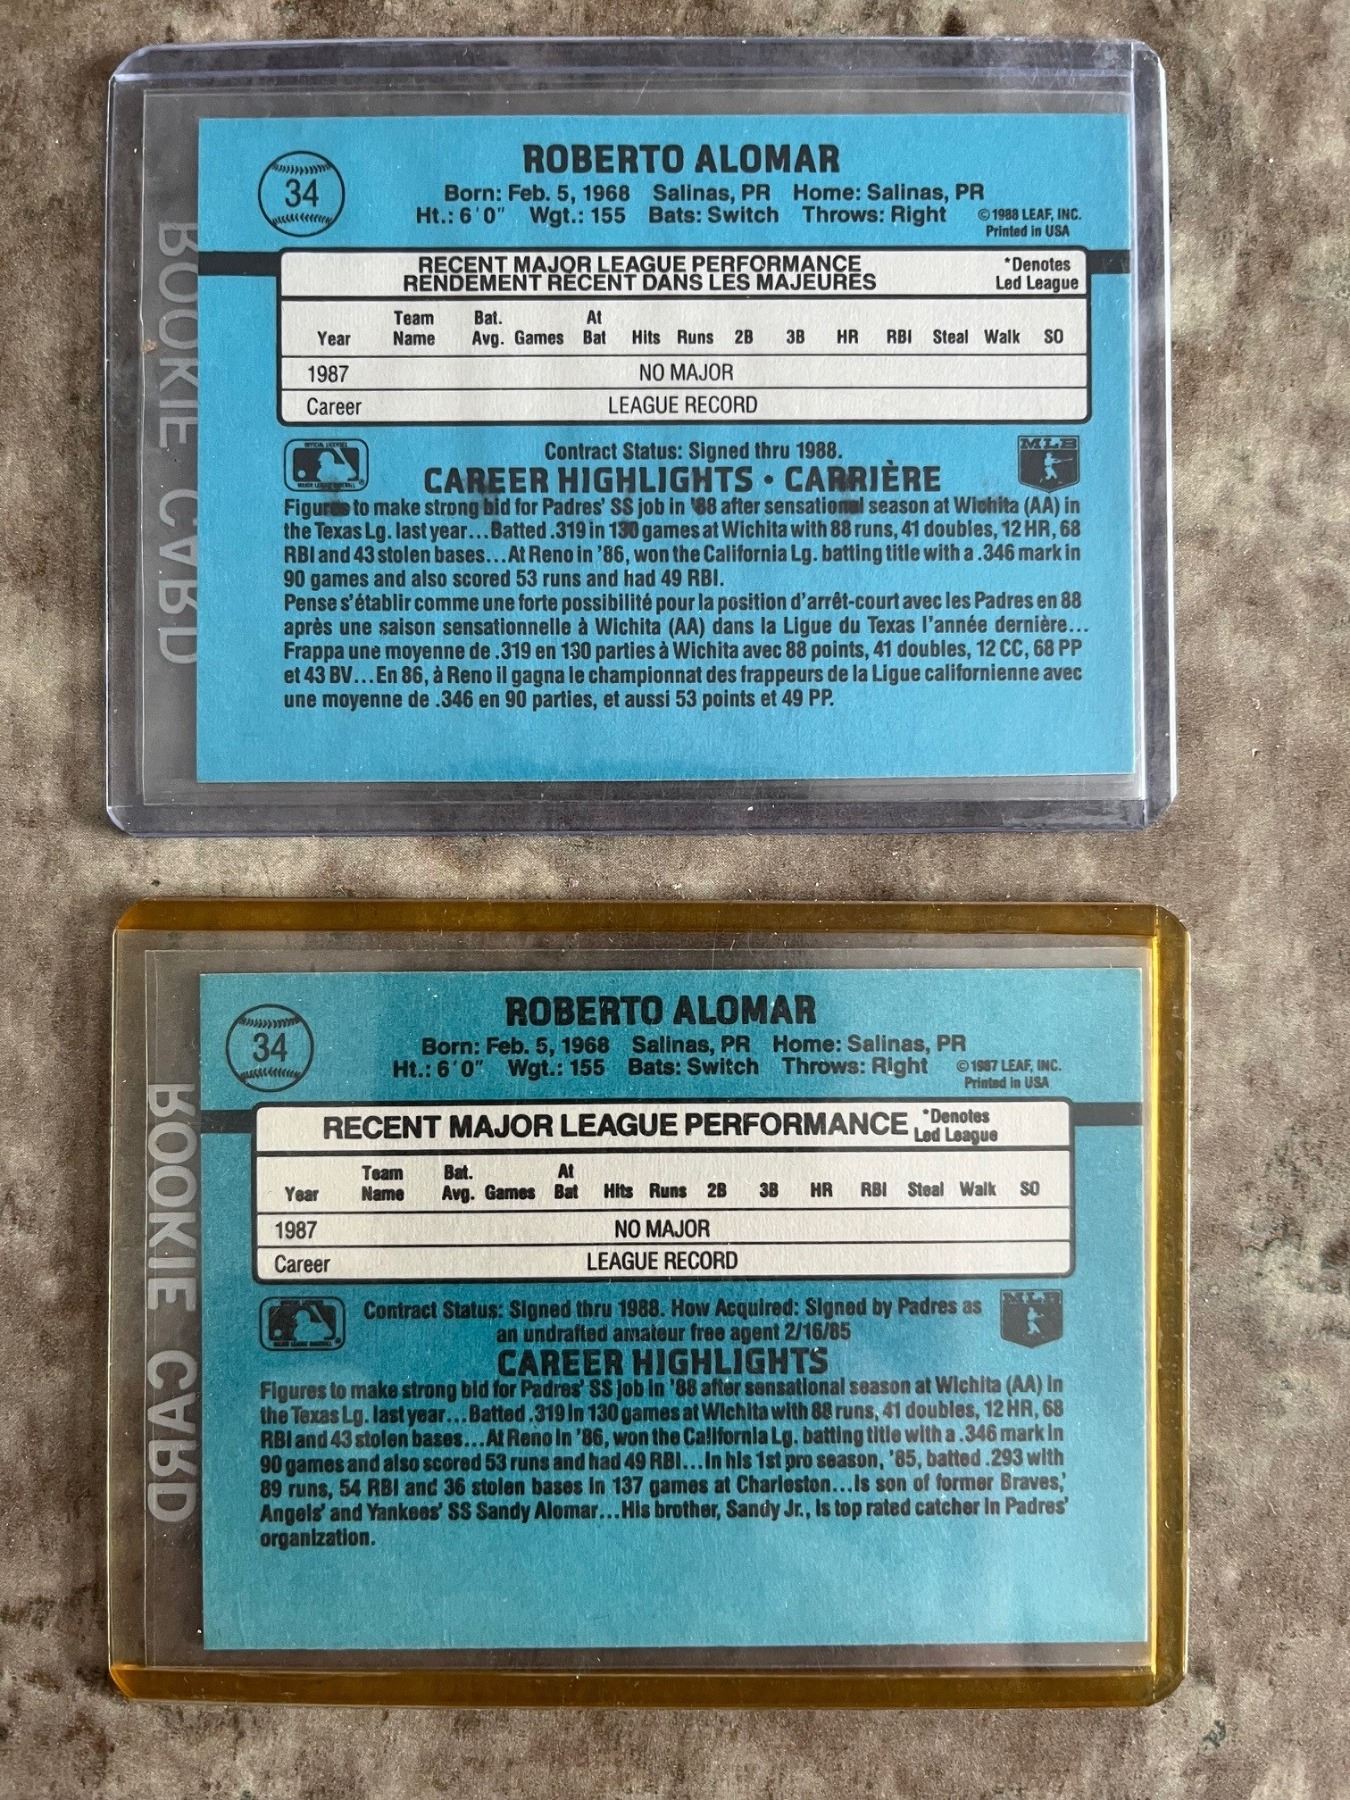 ROBERTO ALOMAR
34
Born: Feb. 5, 1968 Salinas, PR Home: Salinas, PR
Ht.: 6'0" Wgt.: 155 Bats: Switch Throws: Right
©1988 LEAF, INC.
Printed in USA
RECENT MAJOR LEAGUE PERFORMANCE
RENDEMENT RECENT DANS LES MAJEURES
*Denotes
Led League
Year Team Name Bat. Avg. Games At Bat Hits Runs 2B 3B HR RBI Steal Walk SO
1987 NO MAJOR
Career LEAGUE RECORD
Contract Status: Signed thru 1988.
MLB
CAREER HIGHLIGHTS • CARRIÈRE
Figures to make strong bid for Padres' SS job in '88 after sensational season at Wichita (AA) in
the Texas Lg. last year...Batted .319 in 130 games at Wichita with 88 runs, 41 doubles, 12 HR, 68
RBI and 43 stolen bases...At Reno in '86, won the California Lg. batting title with a .346 mark in
90 games and also scored 53 runs and had 49 RBI.
Pense s'établir comme une forte possibilité pour la position d'arrêt-court avec les Padres en 88
après une saison sensationnelle à Wichita (AA) dans la Ligue du Texas l'année dernière...
Frappa une moyenne de .319 en 130 parties à Wichita avec 88 points, 41 doubles, 12 CC, 68 PP
et 43 BV...En 86, à Reno il gagna le championnat des frappeurs de la Ligue californienne avec
une moyenne de .346 en 90 parties, et aussi 53 points et 49 PP.
ROOKIE CARD
ROBERTO ALOMAR
34
Born: Feb. 5, 1968 Salinas, PR Home: Salinas, PR
Ht.: 6'0" Wgt.: 155 Bats: Switch Throws: Right
©1987 LEAF, INC.
Printed in USA
RECENT MAJOR LEAGUE PERFORMANCE
*Denotes
Led League
Year Team Name Bat. Avg. Games At Bat Hits Runs 2B 3B HR RBI Steal Walk SO
1987 NO MAJOR
Career LEAGUE RECORD
Contract Status: Signed thru 1988. How Acquired: Signed by Padres as
an undrafted amateur free agent 2/16/85
MLB
CAREER HIGHLIGHTS
Figures to make strong bid for Padres' SS job in '88 after sensational season at Wichita (AA) in
the Texas Lg. last year...Batted .319 in 130 games at Wichita with 88 runs, 41 doubles, 12 HR, 68
RBI and 43 stolen bases...At Reno in '86, won the California Lg. batting title with a .346 mark in
90 games and also scored 53 runs and had 49 RBI...In his 1st pro season, '85, batted .293 with
89 runs, 54 RBI and 36 stolen bases in 137 games at Charleston...Is son of former Braves,'
Angels' and Yankees' SS Sandy Alomar...His brother, Sandy Jr., is top rated catcher in Padres'
organization.
ROOKIE CARD